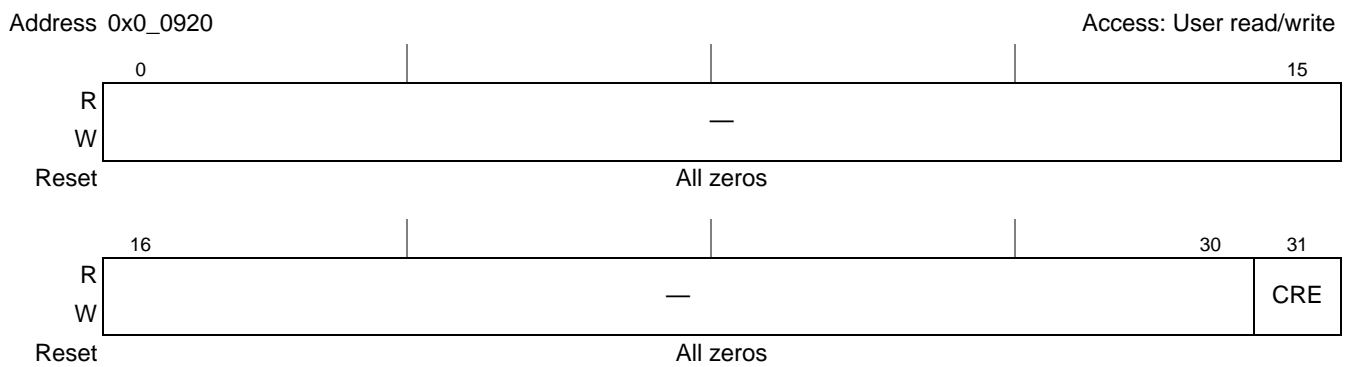 Address 0x0_0920 Access: User read/write
0 15
R
—
W
Reset All zeros
16 30 31
R
— CRE
W
Reset All zeros